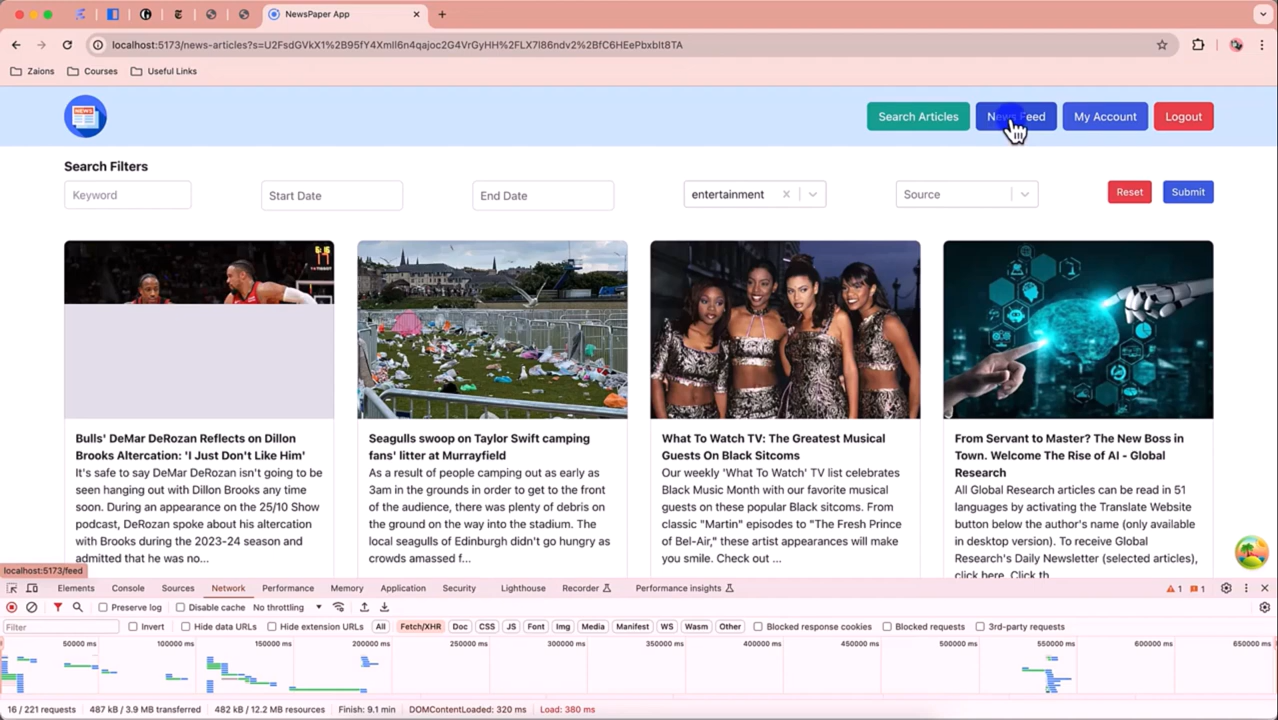 NewsPaper App
localhost:5173/news-articles?s=U2FsdGVkX1%2B95fY4XmlI6n4qajoc2G4VrGyHH%2FLX7I86ndv2%2BfC6HEePbxbIt8TA
Zaions Courses Useful Links
NEWS
Search Articles News Feed My Account Logout
Search Filters
Keyword Start Date End Date entertainment Source Reset Submit
Bulls' DeMar DeRozan Reflects on Dillon
Brooks Altercation: 'I Just Don't Like Him'
It's safe to say DeMar DeRozan isn't going to be
seen hanging out with Dillon Brooks any time
soon. During an appearance on the 25/10 Show
podcast, DeRozan spoke about his altercation
with Brooks during the 2023-24 season and
admitted that he was no...
Seagulls swoop on Taylor Swift camping
fans' litter at Murrayfield
As a result of people camping out as early as
3am in the grounds in order to get to the front
of the audience, there was plenty of debris on
the ground on the way into the stadium. The
local seagulls of Edinburgh didn't go hungry as
crowds amassed f...
What To Watch TV: The Greatest Musical
Guests On Black Sitcoms
Our weekly 'What To Watch' TV list celebrates
Black Music Month with our favorite musical
guests on these popular Black sitcoms. From
classic "Martin" episodes to "The Fresh Prince
of Bel-Air," these artist appearances will make
you smile. Check out ...
From Servant to Master? The New Boss in
Town. Welcome The Rise of AI - Global
Research
All Global Research articles can be read in 51
languages by activating the Translate Website
button below the author's name (only available
in desktop version). To receive Global
Research's Daily Newsletter (selected articles),
click here. Click th
localhost:5173/feed
Elements Console Sources Network Performance Memory Application Security Lighthouse Recorder Performance insights 1 1
Preserve log Disable cache No throttling
Filter Invert Hide data URLs Hide extension URLs All Fetch/XHR Doc CSS JS Font Img Media Manifest WS Wasm Other Blocked response cookies Blocked requests 3rd-party requests
50000 ms 100000 ms 150000 ms 200000 ms 250000 ms 300000 ms 350000 ms 400000 ms 450000 ms 500000 ms 550000 ms 600000 ms 650000 ms
16 / 221 requests 487 kB / 3.9 MB transferred 482 kB / 12.2 MB resources Finish: 9.1 min DOMContentLoaded: 320 ms Load: 380 ms